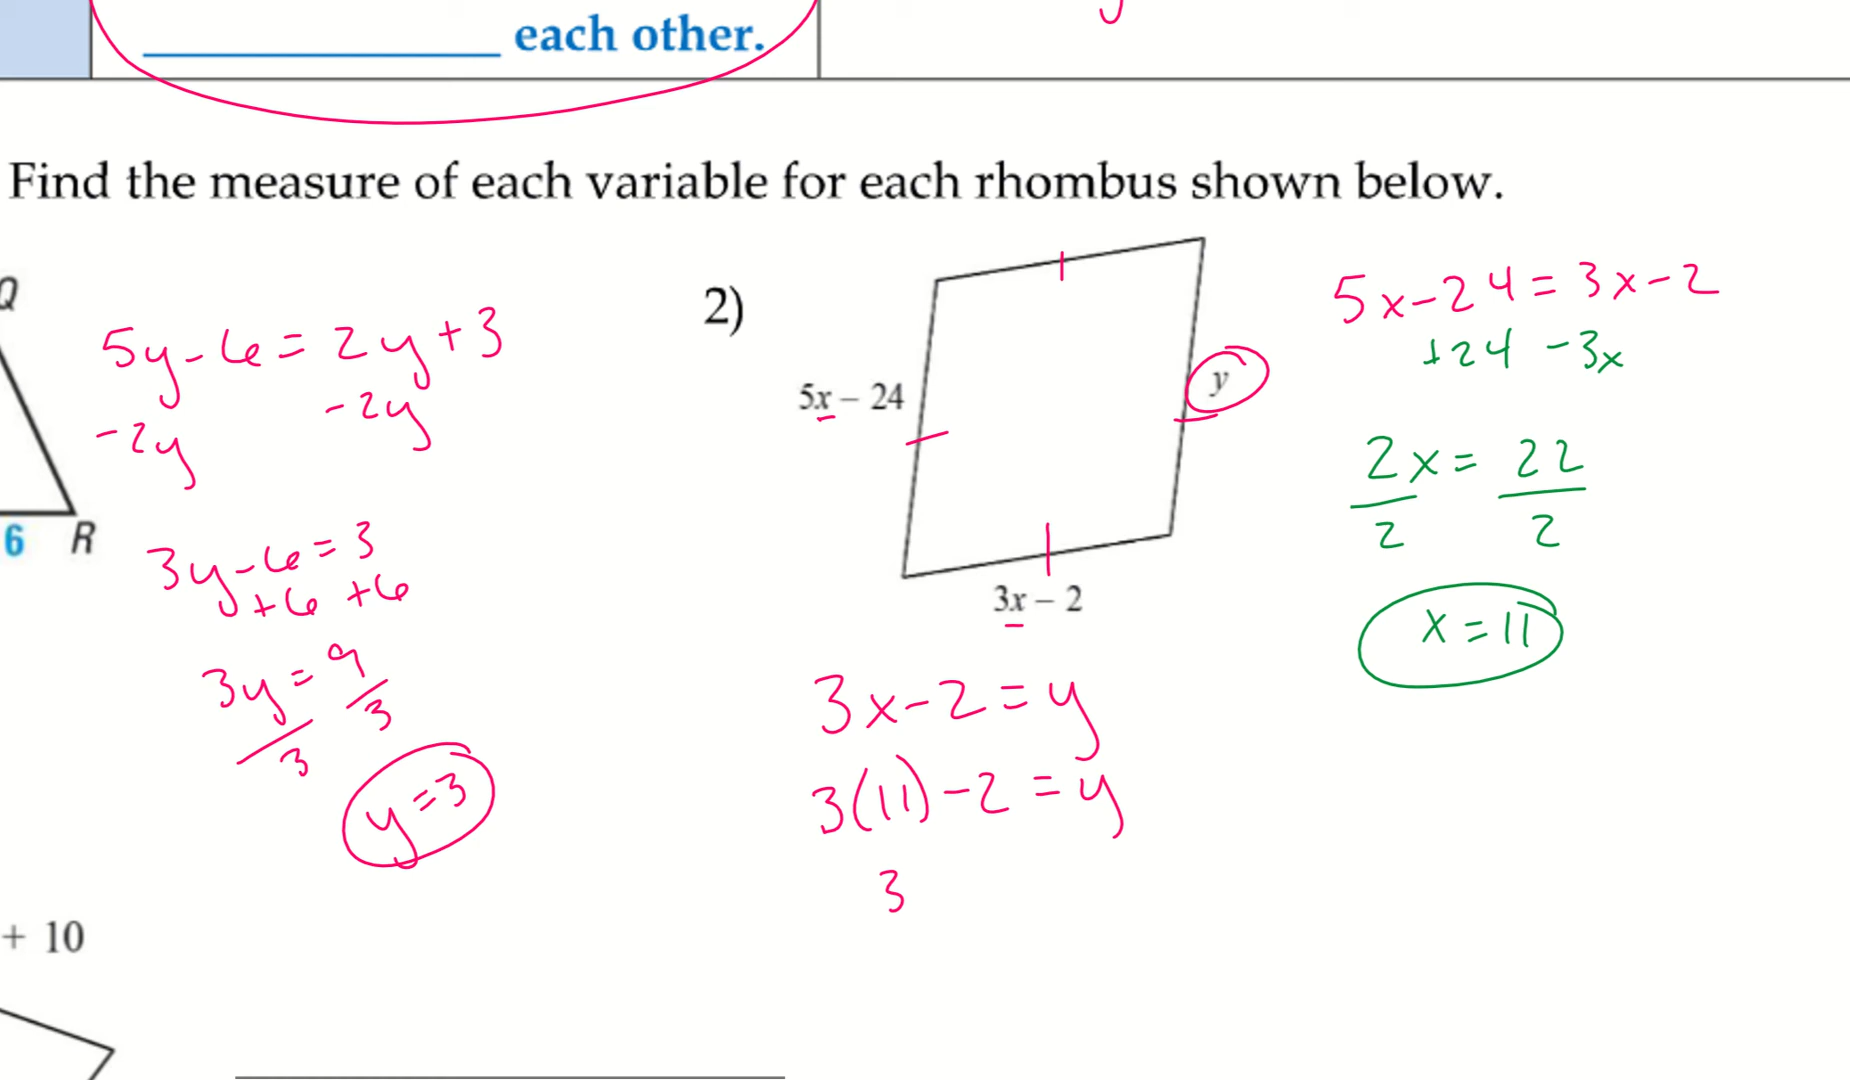 each other.
Find the measure of each variable for each rhombus shown below.
Q
6 R
5y-6=2y+3
-2y -2y
3y-6=3
+6 +6
3y=9
3 3
y=3
+ 10
2)
5x – 24
y
3x – 2
5x-24=3x-2
+24 -3x
2x=22
2 2
x=11
3x-2=y
3(11)-2=y
3